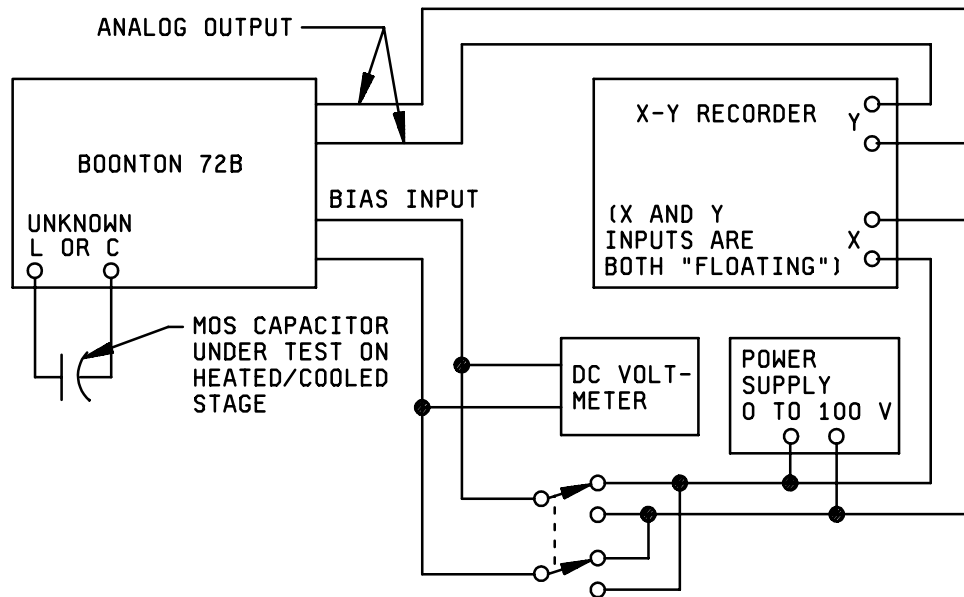 ANALOG OUTPUT
BOONTON 72B
UNKNOWN
L OR C
BIAS INPUT
X-Y RECORDER
Y
(X AND Y
INPUTS ARE
BOTH "FLOATING")
X
MOS CAPACITOR
UNDER TEST ON
HEATED/COOLED
STAGE
DC VOLT-
METER
POWER
SUPPLY
0 TO 100 V